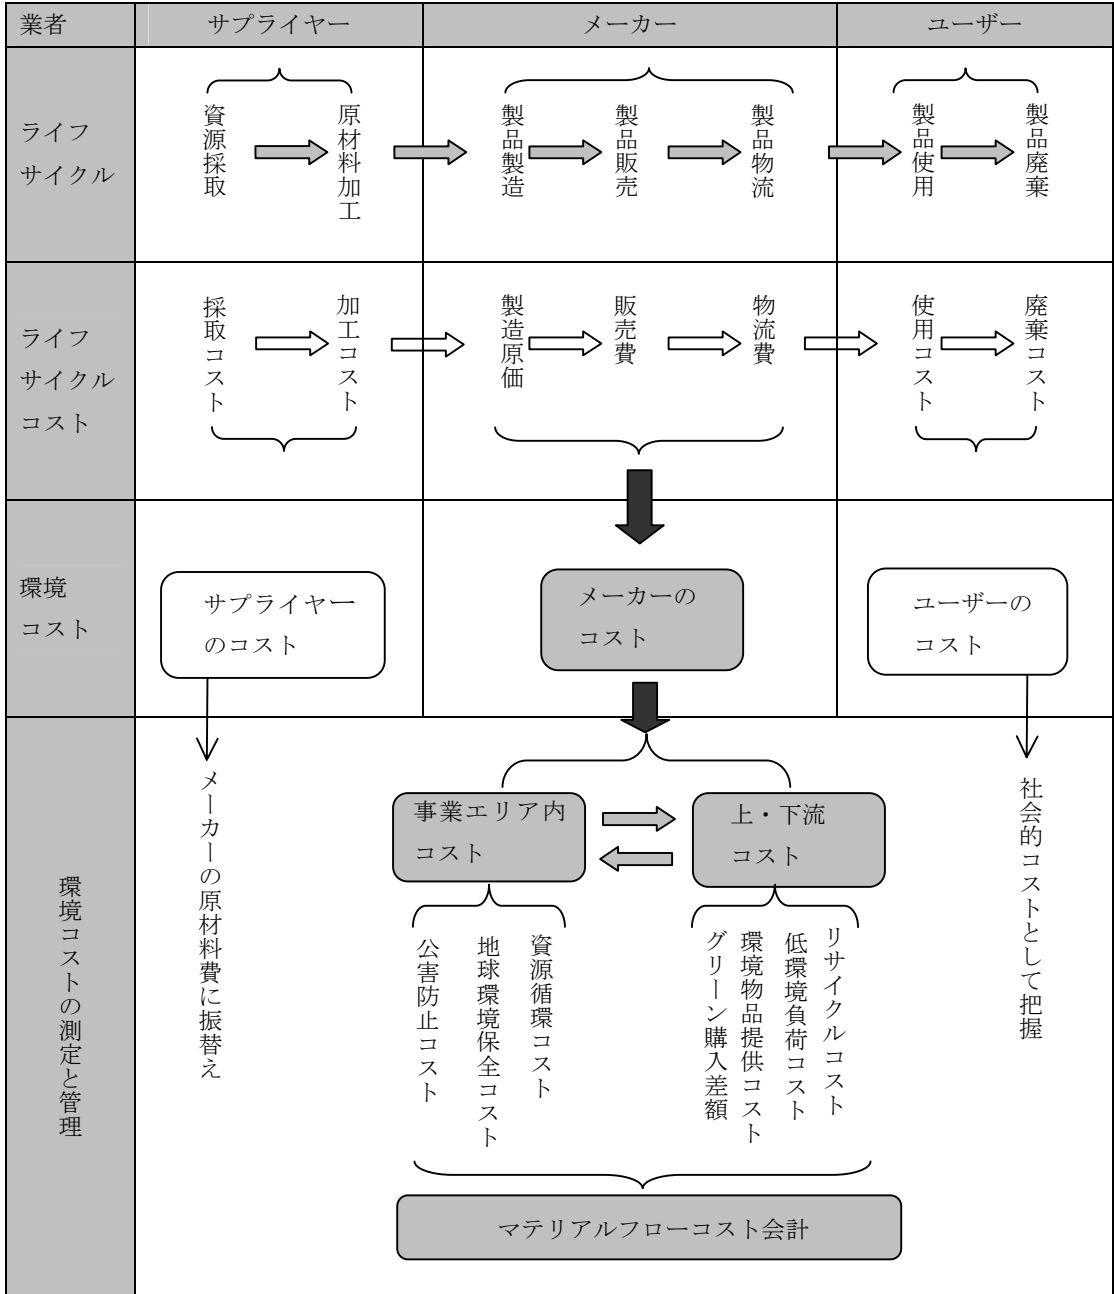 業者
サプライヤー
メーカー
ユーザー
ライフ
サイクル
資源採取
原材料加工
製品製造
製品販売
製品物流
製品使用
製品廃棄
ライフ
サイクル
コスト
採取コスト
加工コスト
製造原価
販売費
物流費
使用コスト
廃棄コスト
環境
コスト
サプライヤー
のコスト
メーカーの
コスト
ユーザーの
コスト
環境コストの測定と管理
メーカーの原材料費に振替え
事業エリア内
コスト
上・下流
コスト
公害防止コスト
地球環境保全コスト
資源循環コスト
グリーン購入差額
環境物品提供コスト
低環境負荷コスト
リサイクルコスト
社会的コストとして把握
マテリアルフローコスト会計